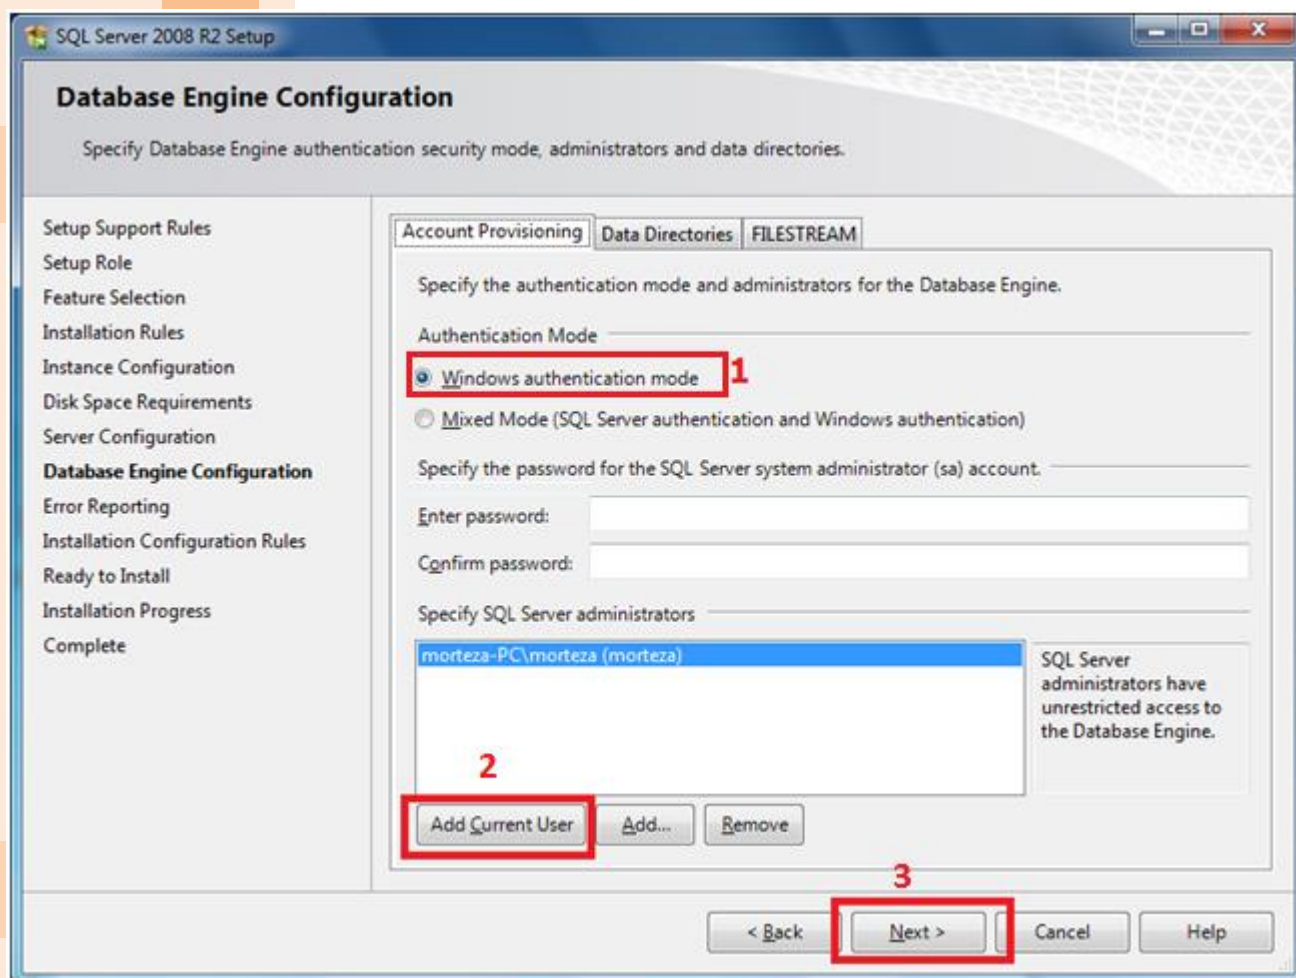 SQL Server 2008 R2 Setup
Database Engine Configuration
Specify Database Engine authentication security mode, administrators and data directories.
Setup Support Rules
Setup Role
Feature Selection
Installation Rules
Instance Configuration
Disk Space Requirements
Server Configuration
Database Engine Configuration
Error Reporting
Installation Configuration Rules
Ready to Install
Installation Progress
Complete
Account Provisioning Data Directories FILESTREAM
Specify the authentication mode and administrators for the Database Engine.
Authentication Mode
Windows authentication mode 1
Mixed Mode (SQL Server authentication and Windows authentication)
Specify the password for the SQL Server system administrator (sa) account.
Enter password:
Confirm password:
Specify SQL Server administrators
morteza-PC\morteza (morteza)
SQL Server
administrators have
unrestricted access to
the Database Engine.
2
Add Current User Add... Remove
3
< Back Next > Cancel Help